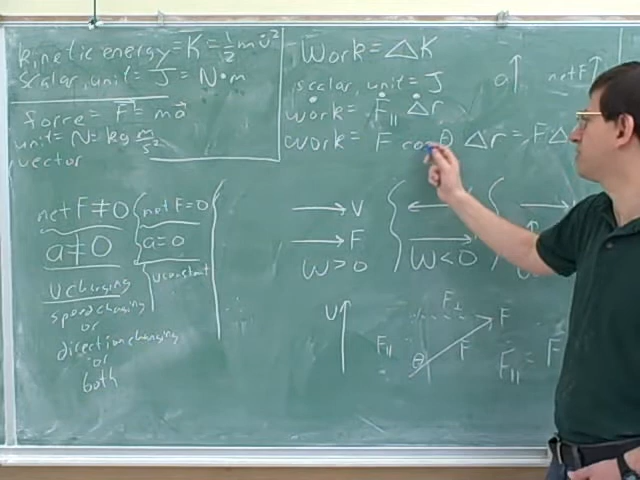 kinetic energy = K = ½ m v²
scalar, unit = J = N • m
force = F⃗ = ma⃗
unit = N = kg m/s²
vector
net F ≠ 0
a ≠ 0
v changing
speed changing
or
direction changing
or
both
net F = 0
a = 0
v constant
Work = ΔK
scalar, unit = J
work = F∥ Δr
work = F cos θ Δr = F Δ
a
net F
v
F
W > 0
W < 0
v
F⊥
F
F∥
θ
F
F∥ = F